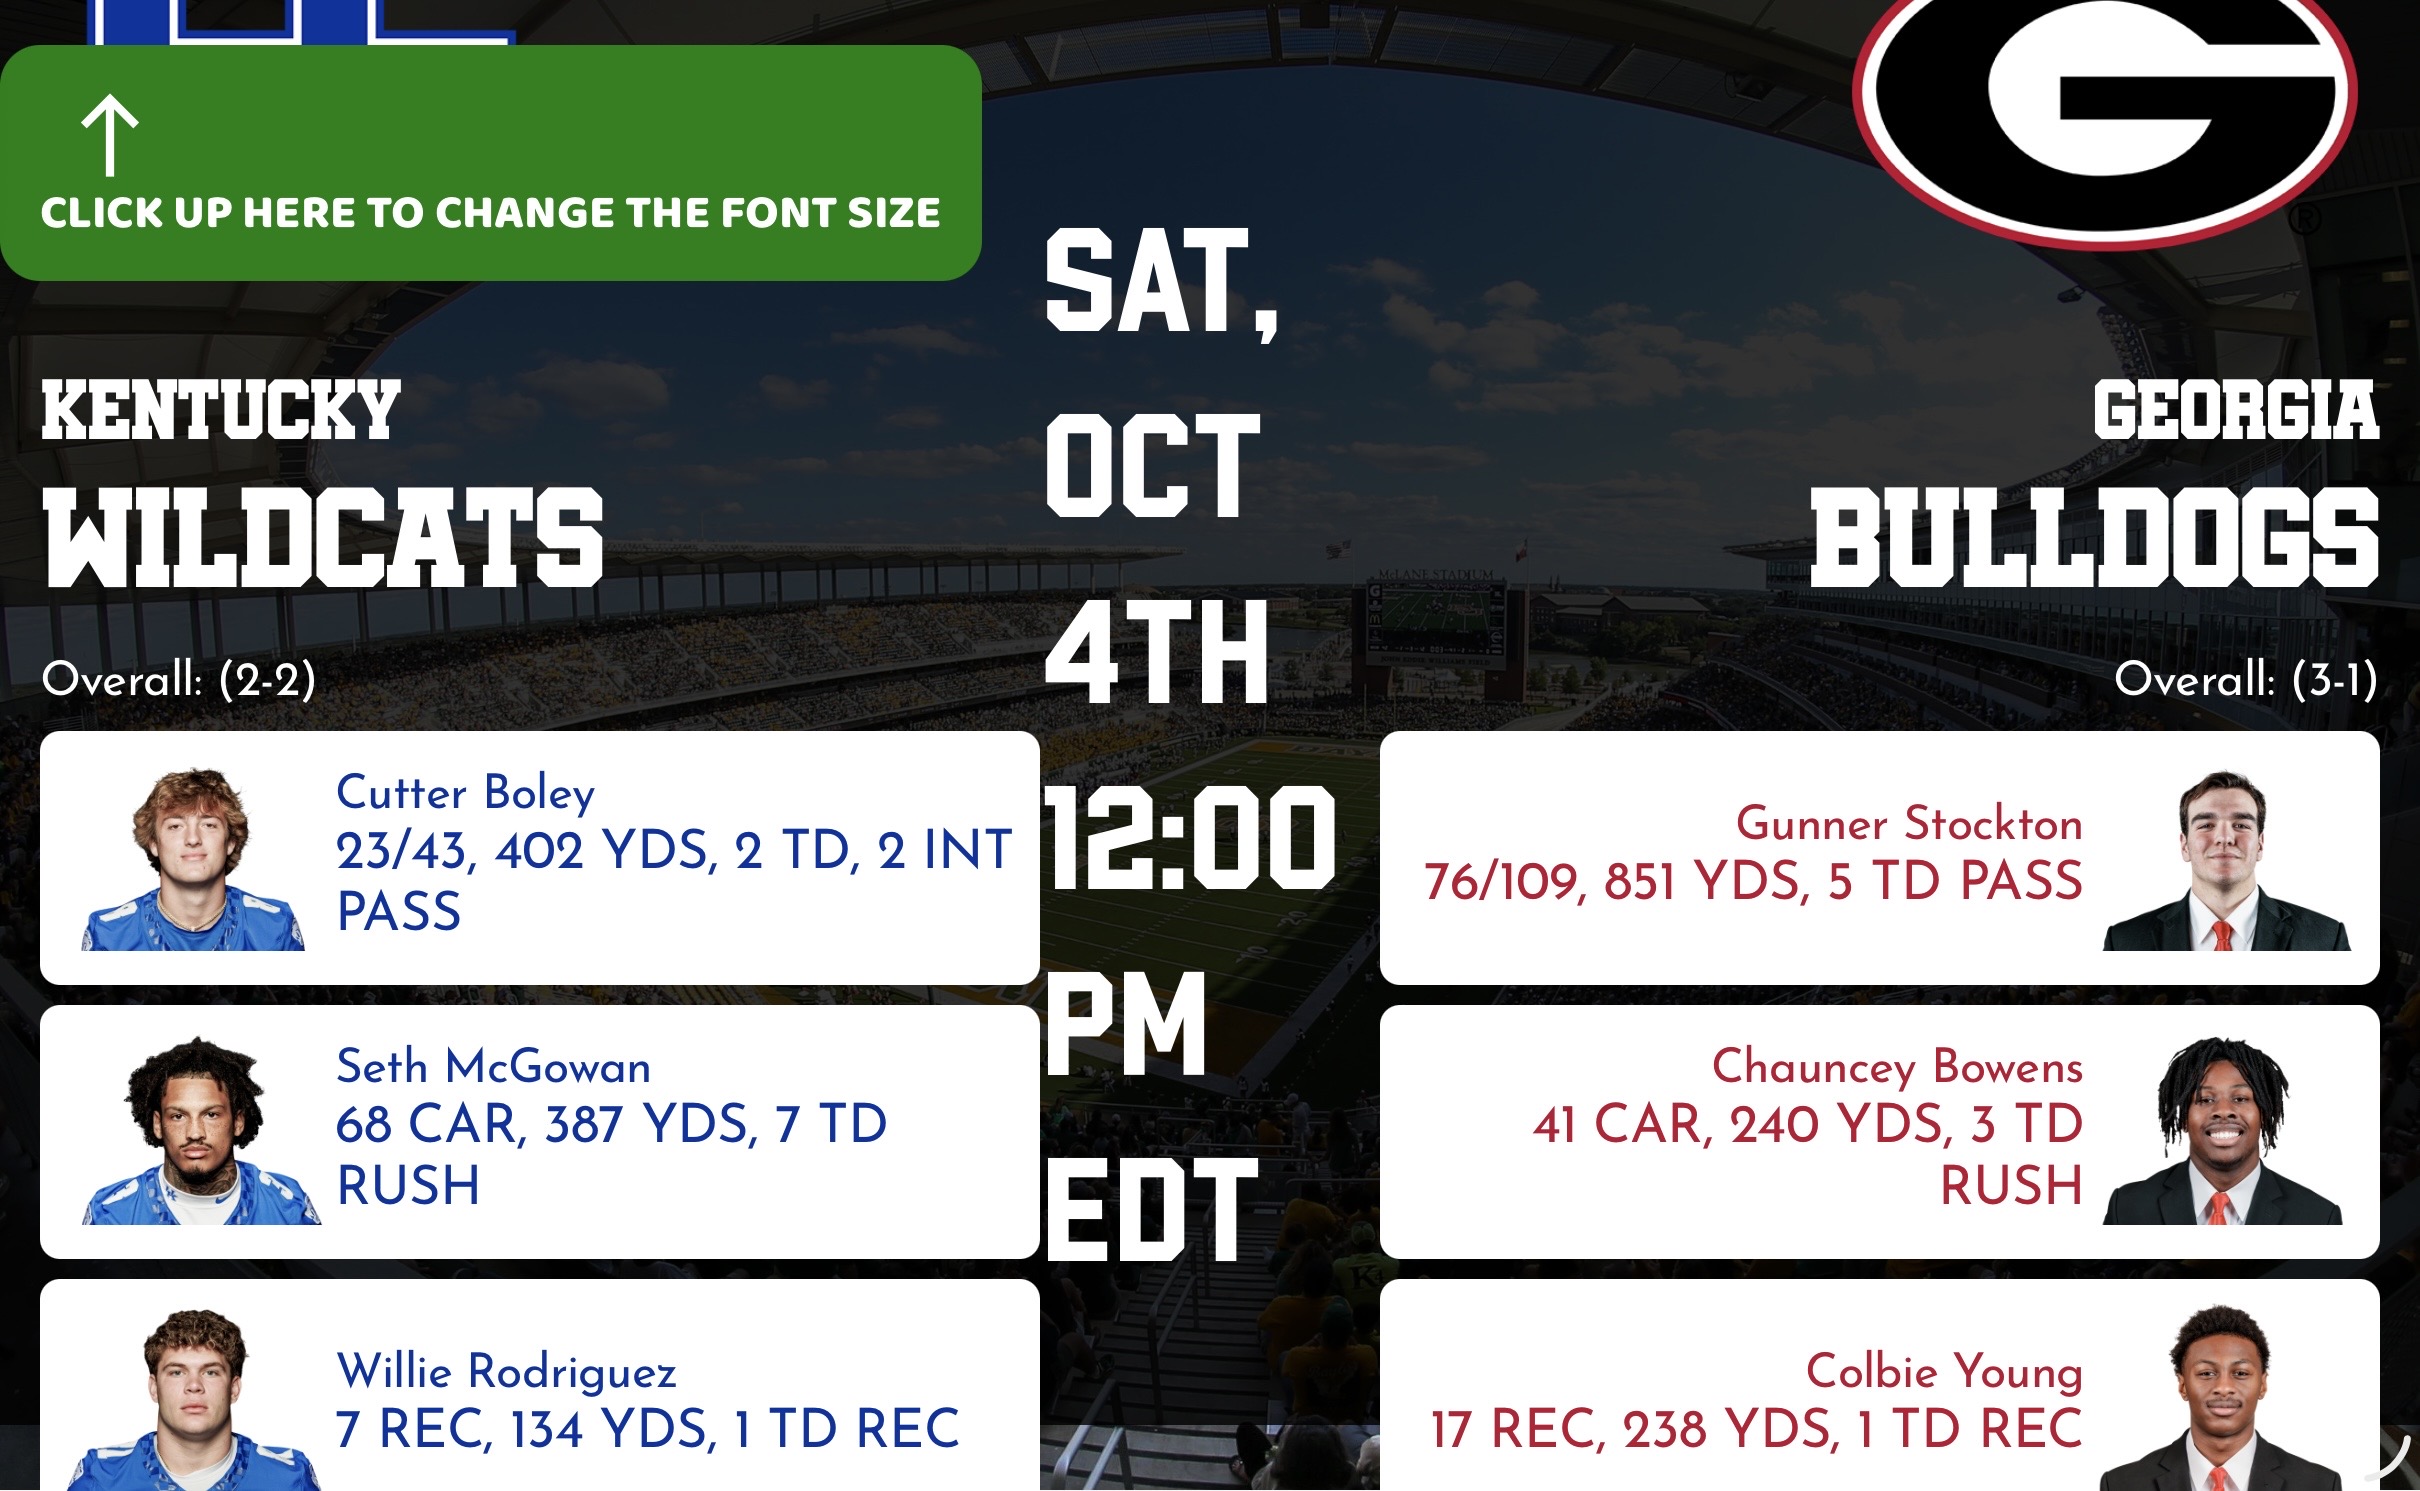 CLICK UP HERE TO CHANGE THE FONT SIZE
KENTUCKY
WILDCATS
Overall: (2-2)
Cutter Boley
23/43, 402 YDS, 2 TD, 2 INT
PASS
Seth McGowan
68 CAR, 387 YDS, 7 TD
RUSH
Willie Rodriguez
7 REC, 134 YDS, 1 TD REC
SAT,
OCT
4TH
12:00
PM
EDT
G
®
GEORGIA
BULLDOGS
Overall: (3-1)
Gunner Stockton
76/109, 851 YDS, 5 TD PASS
Chauncey Bowens
41 CAR, 240 YDS, 3 TD
RUSH
Colbie Young
17 REC, 238 YDS, 1 TD REC
McLANE STADIUM